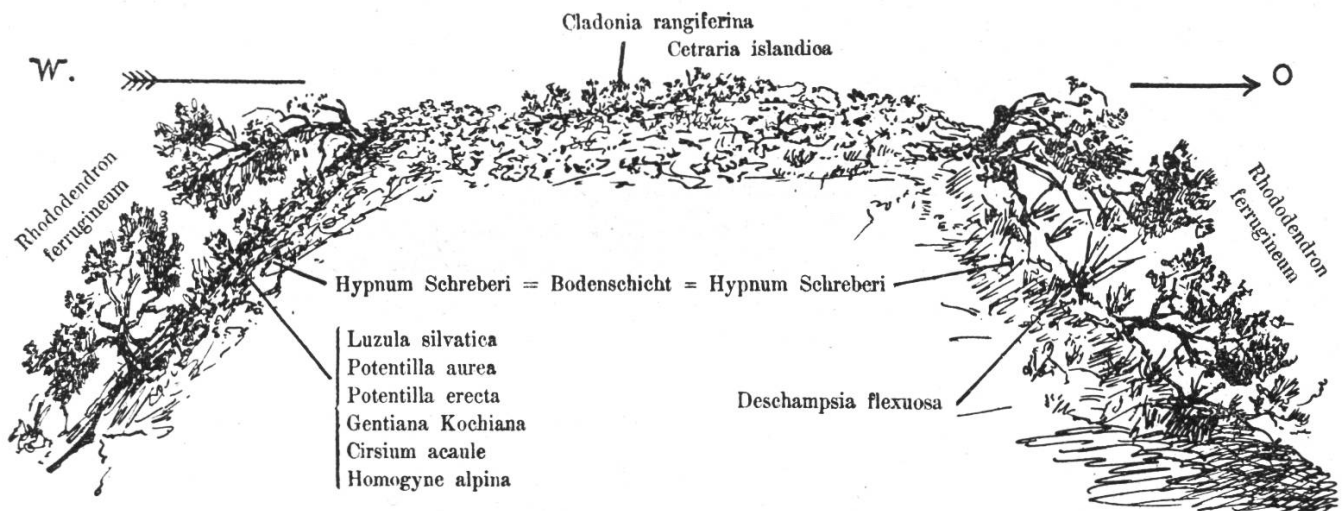 Cladonia rangiferina
Cetraria islandica
W.
O
Rhododendron
ferrugineum
Rhododendron
ferrugineum
Hypnum Schreberi = Bodenschicht = Hypnum Schreberi
Luzula silvatica
Potentilla aurea
Potentilla erecta
Gentiana Kochiana
Cirsium acaule
Homogyne alpina
Deschampsia flexuosa